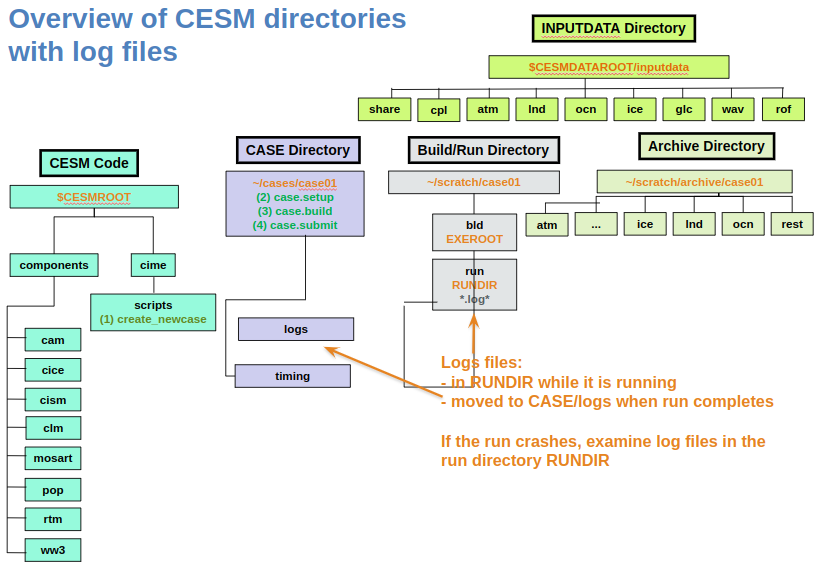 Overview of CESM directories
with log files
INPUTDATA Directory
$CESMDATAROOT/inputdata
share
cpl
atm
lnd
ocn
ice
glc
wav
rof
CESM Code
$CESMROOT
components
cime
scripts
(1) create_newcase
cam
cice
cism
clm
mosart
pop
rtm
ww3
CASE Directory
~/cases/case01
(2) case.setup
(3) case.build
(4) case.submit
logs
timing
Build/Run Directory
~/scratch/case01
bld
EXEROOT
run
RUNDIR
*.log*
Archive Directory
~/scratch/archive/case01
atm
...
ice
lnd
ocn
rest
Logs files:
- in RUNDIR while it is running
- moved to CASE/logs when run completes
If the run crashes, examine log files in the
run directory RUNDIR